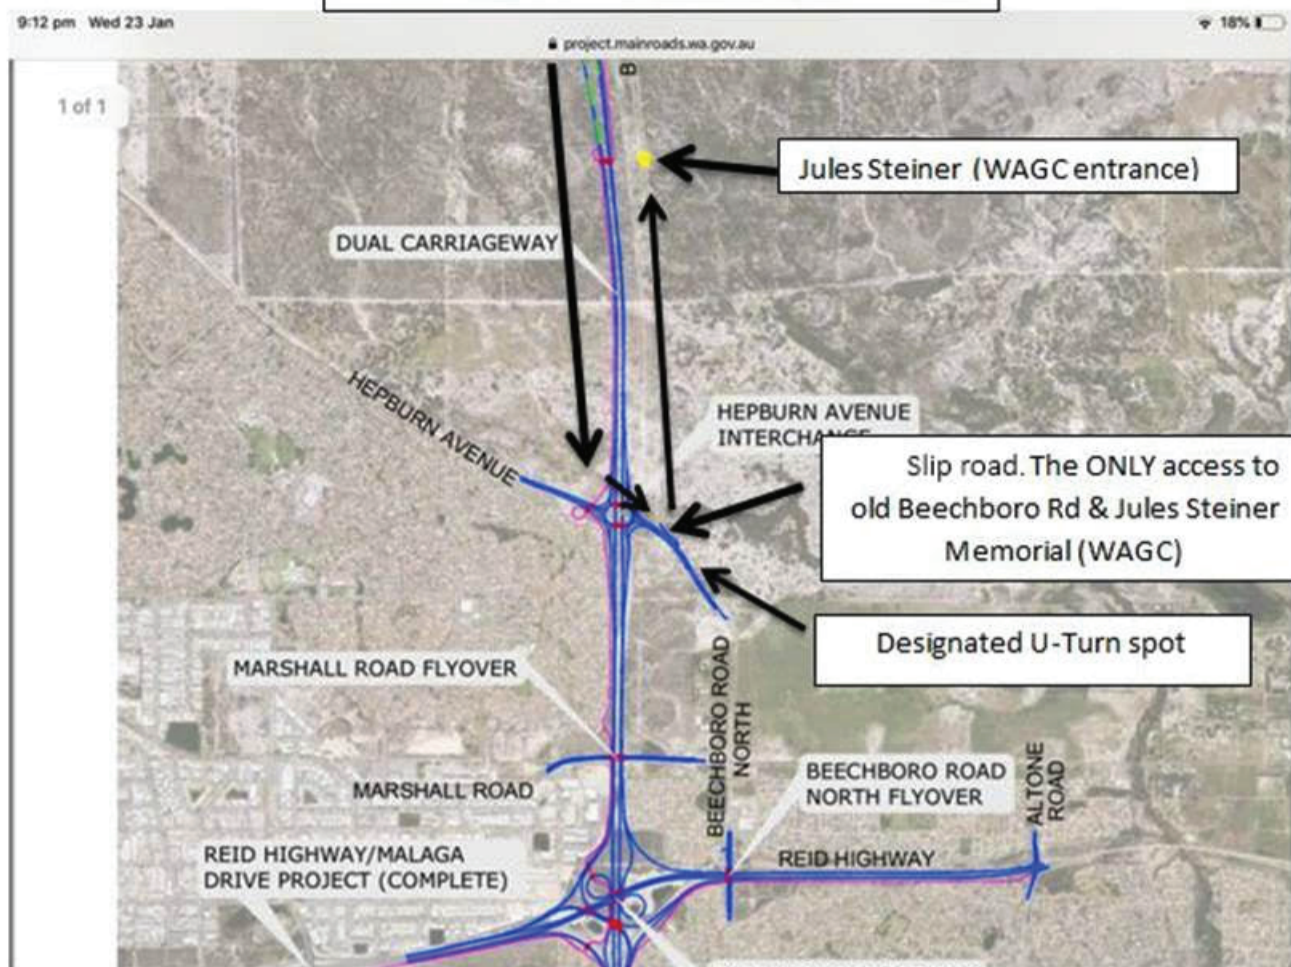 9:12 pm Wed 23 Jan
18%
project.mainroads.wa.gov.au
1 of 1
B
Jules Steiner (WAGC entrance)
DUAL CARRIAGEWAY
HEPBURN AVENUE
HEPBURN AVENUE
INTERCHANGE
Slip road. The ONLY access to
old Beechboro Rd & Jules Steiner
Memorial (WAGC)
Designated U-Turn spot
MARSHALL ROAD FLYOVER
BEECHBORO ROAD
NORTH
MARSHALL ROAD
BEECHBORO ROAD
NORTH FLYOVER
ALTONE
ROAD
REID HIGHWAY/MALAGA
DRIVE PROJECT (COMPLETE)
REID HIGHWAY